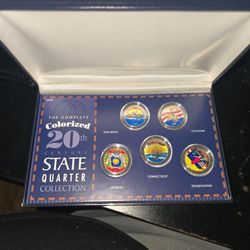 THE COMPLETE
Colorized
20th
CENTURY
STATE
QUARTER
COLLECTION
NEW JERSEY
DELAWARE
GEORGIA
CONNECTICUT
PENNSYLVANIA